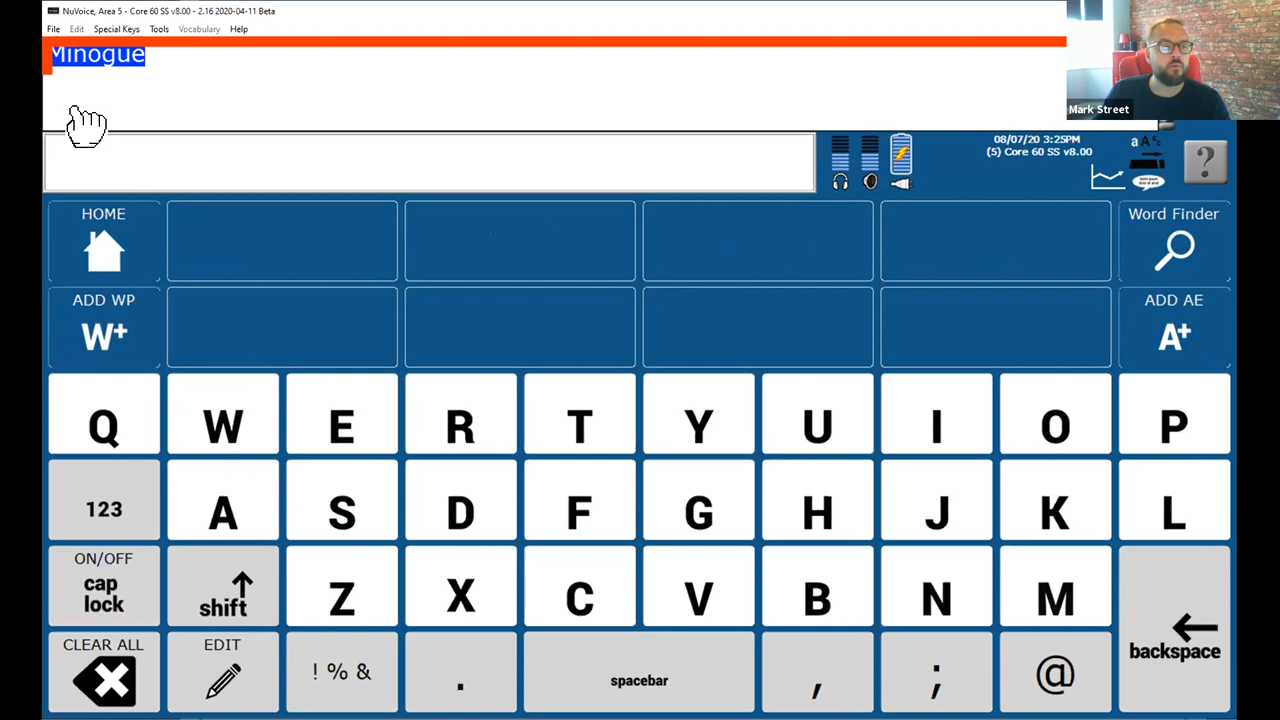 NuVoice, Area 5 - Core 60 SS v8.00 - 2.16 2020-04-11 Beta
File Edit Special Keys Tools Vocabulary Help
Minogue
Mark Street
08/07/20 3:25PM
(5) Core 60 SS v8.00
?
HOME
Word Finder
ADD WP
W+
ADD AE
A+
Q W E R T Y U I O P
123 A S D F G H J K L
ON/OFF
cap
lock
shift Z X C V B N M
backspace
CLEAR ALL
EDIT
! % & . spacebar , ; @